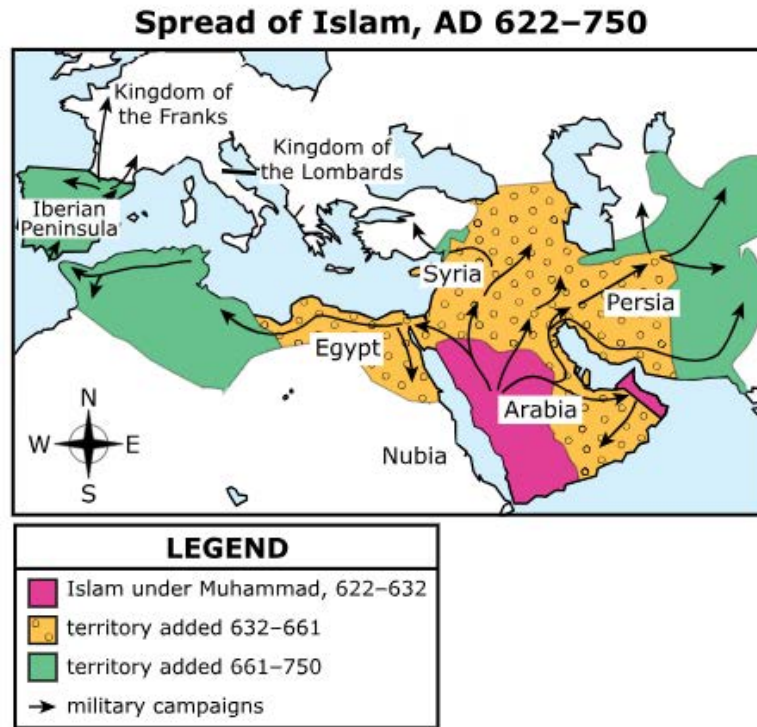 Spread of Islam, AD 622–750
Kingdom of
the Franks
Kingdom of
the Lombards
Iberian
Peninsula
Syria
Persia
Egypt
Arabia
Nubia
N
W
E
S
LEGEND
Islam under Muhammad, 622–632
territory added 632–661
territory added 661–750
military campaigns